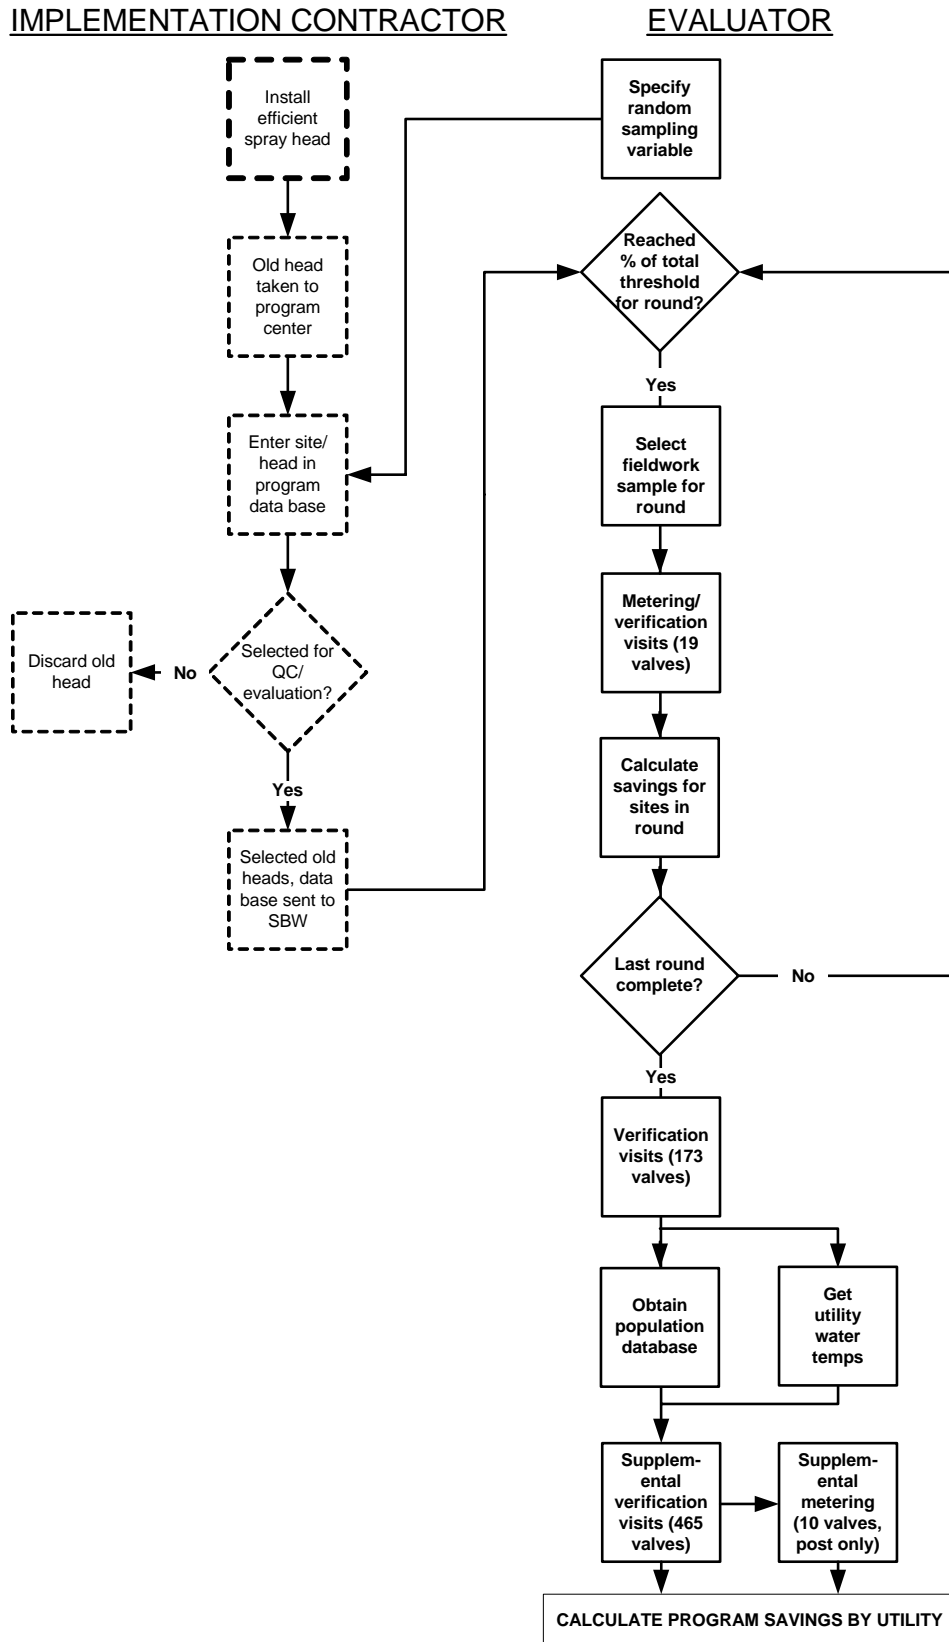 IMPLEMENTATION CONTRACTOR
EVALUATOR
Install
efficient
spray head
Old head
taken to
program
center
Enter site/
head in
program
data base
Selected for
QC/
evaluation?
No
Discard old
head
Yes
Selected old
heads, data
base sent to
SBW
Specify
random
sampling
variable
Reached
% of total
threshold
for round?
Yes
Select
fieldwork
sample for
round
Metering/
verification
visits (19
valves)
Calculate
savings for
sites in
round
Last round
complete?
No
Yes
Verification
visits (173
valves)
Obtain
population
database
Get
utility
water
temps
Supplem-
ental
verification
visits (465
valves)
Supplem-
ental
metering
(10 valves,
post only)
CALCULATE PROGRAM SAVINGS BY UTILITY